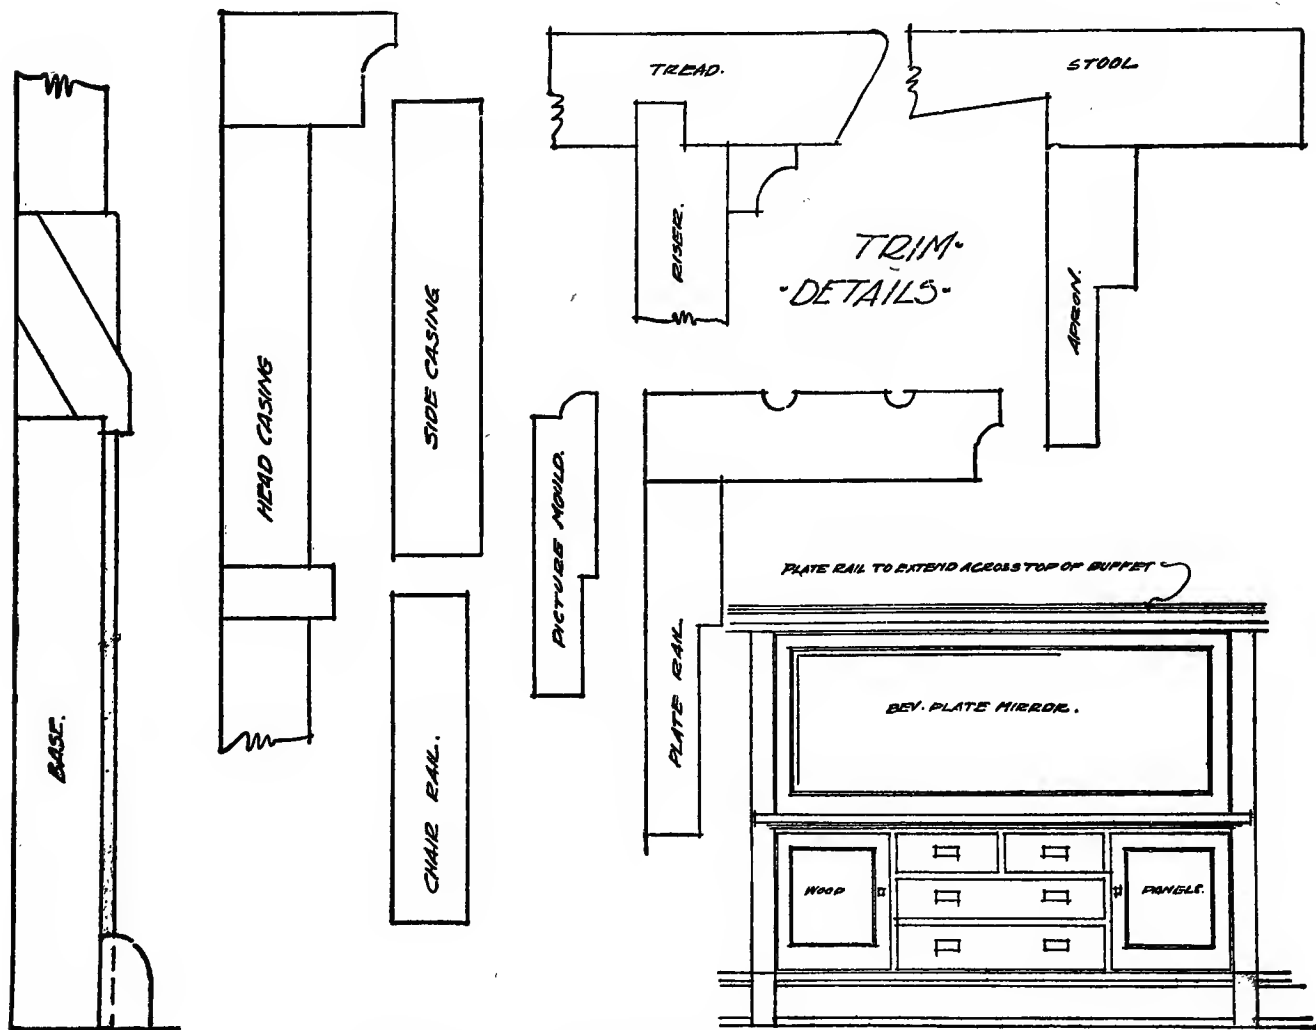 TREAD.
STOOL
RISER.
TRIM·
·DETAILS·
APRON.
HEAD CASING
SIDE CASING
PICTURE MOULD.
PLATE RAIL TO EXTEND ACROSS TOP OF BUFFET
PLATE RAIL.
BASE.
CHAIR RAIL.
BEV. PLATE MIRROR.
WOOD
PANELS.